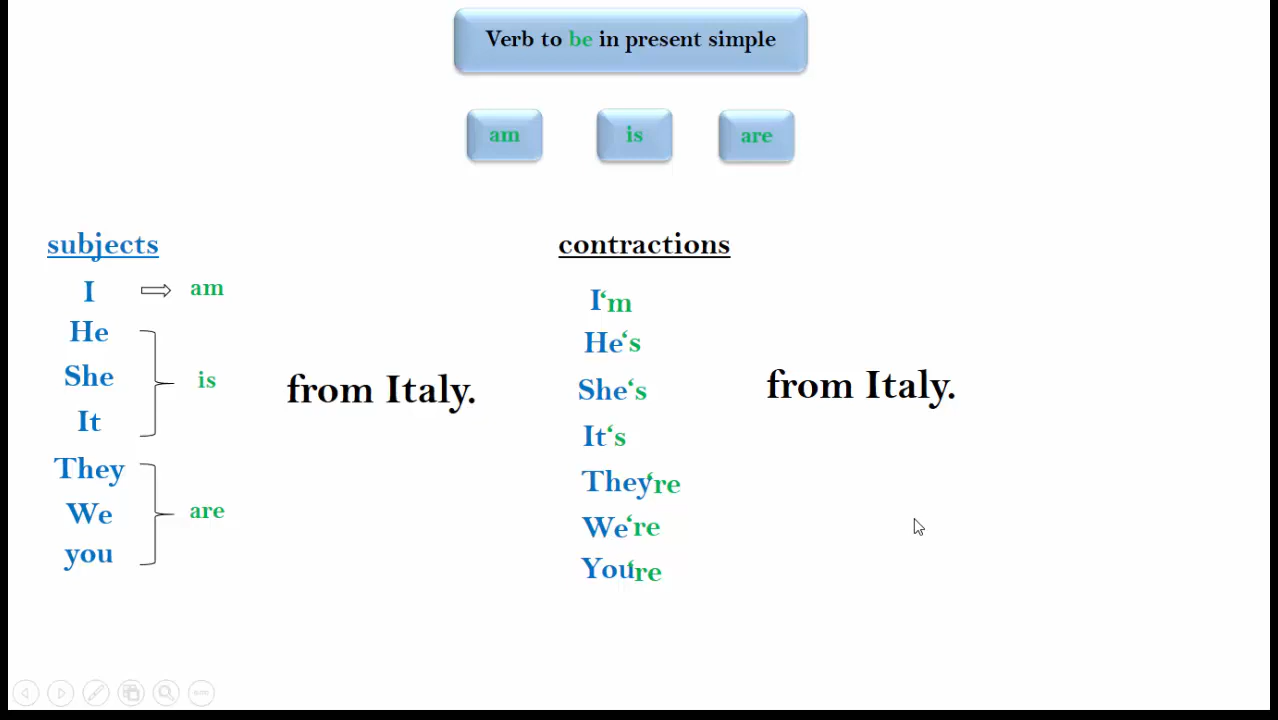 Verb to be in present simple
am is are
subjects
I ⇒ am
He
She
It
is
They
We
you
are
from Italy.
contractions
I‘m
He‘s
She‘s
It‘s
They‘re
We‘re
You‘re
from Italy.